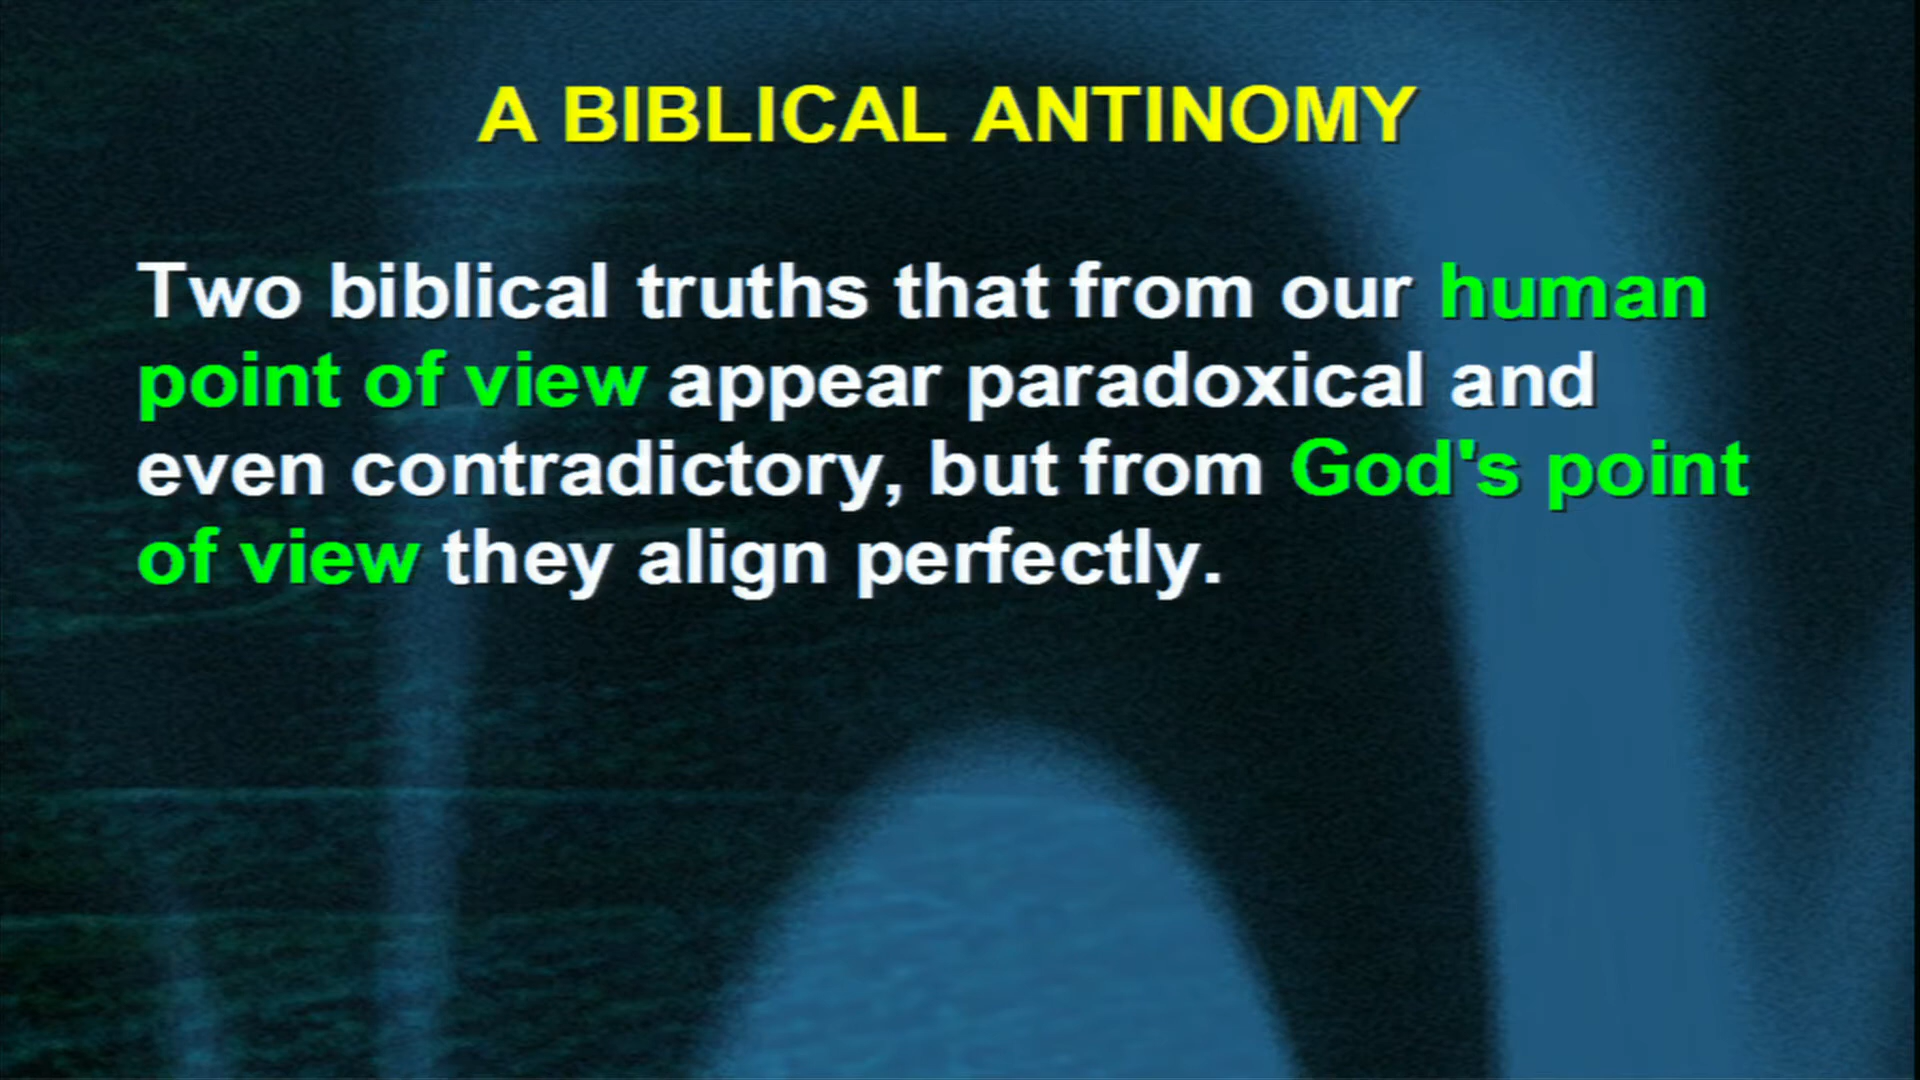 A BIBLICAL ANTINOMY
Two biblical truths that from our human
point of view appear paradoxical and
even contradictory, but from God's point
of view they align perfectly.